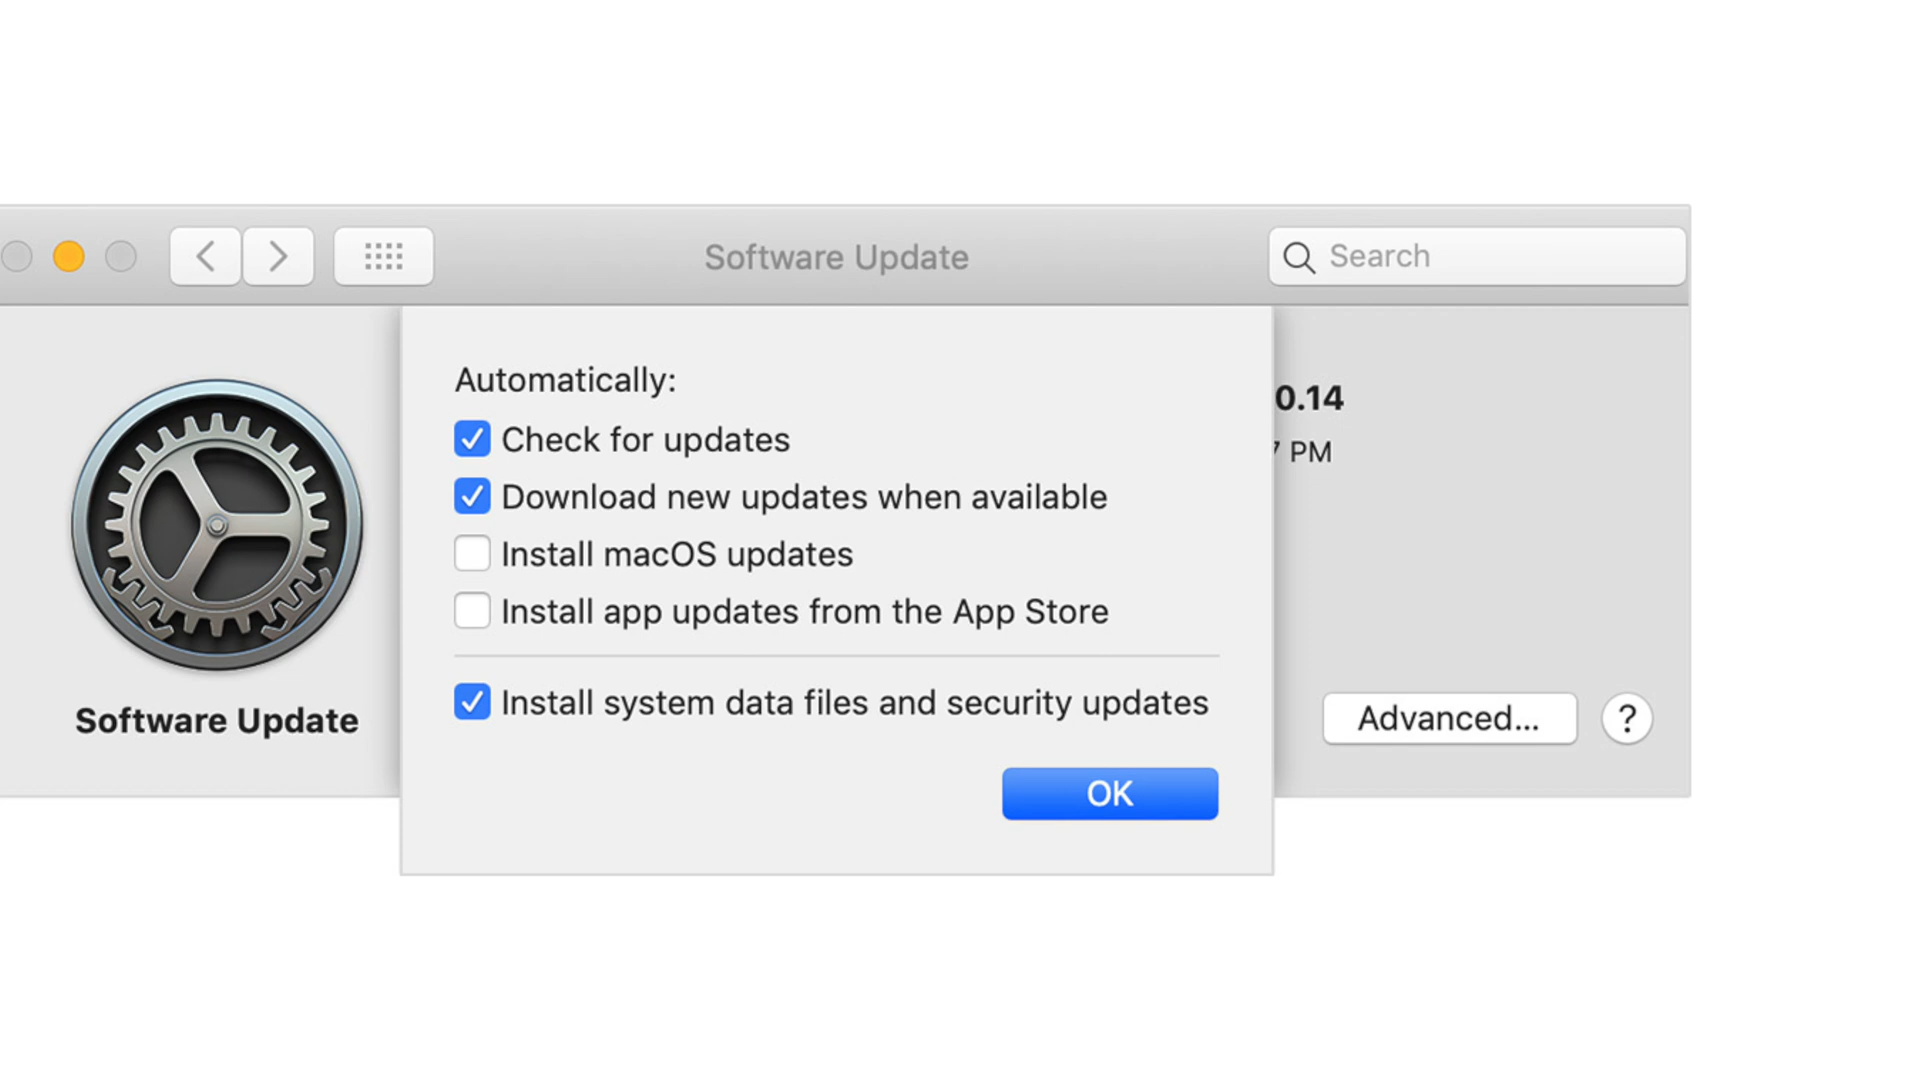 Software Update
Search
Automatically:
Check for updates
Download new updates when available
Install macOS updates
Install app updates from the App Store
Install system data files and security updates
OK
Software Update
0.14
7 PM
Advanced...
?